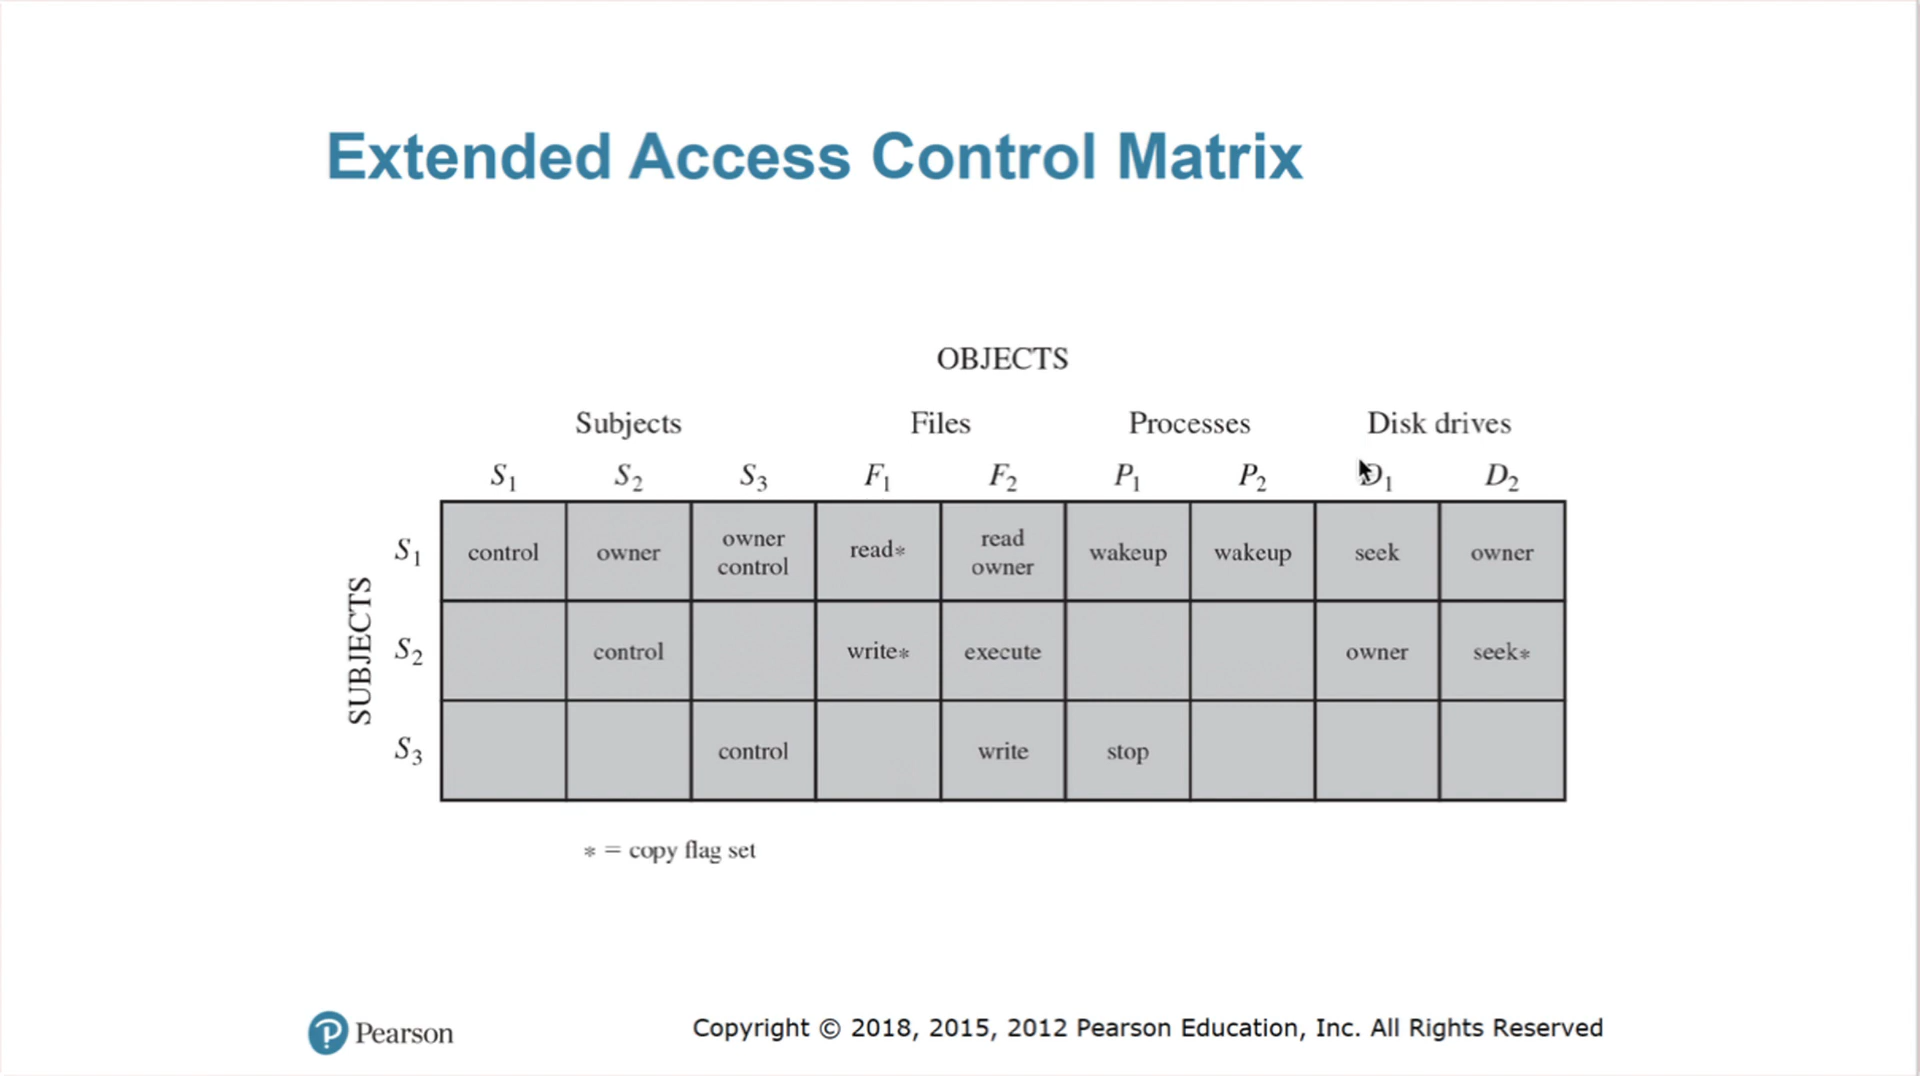 Extended Access Control Matrix
OBJECTS
Subjects Files Processes Disk drives
S1 S2 S3 F1 F2 P1 P2 D1 D2
SUBJECTS
S1 control owner owner control read* read owner wakeup wakeup seek owner
S2 control write* execute owner seek*
S3 control write stop
* = copy flag set
Pearson
Copyright © 2018, 2015, 2012 Pearson Education, Inc. All Rights Reserved